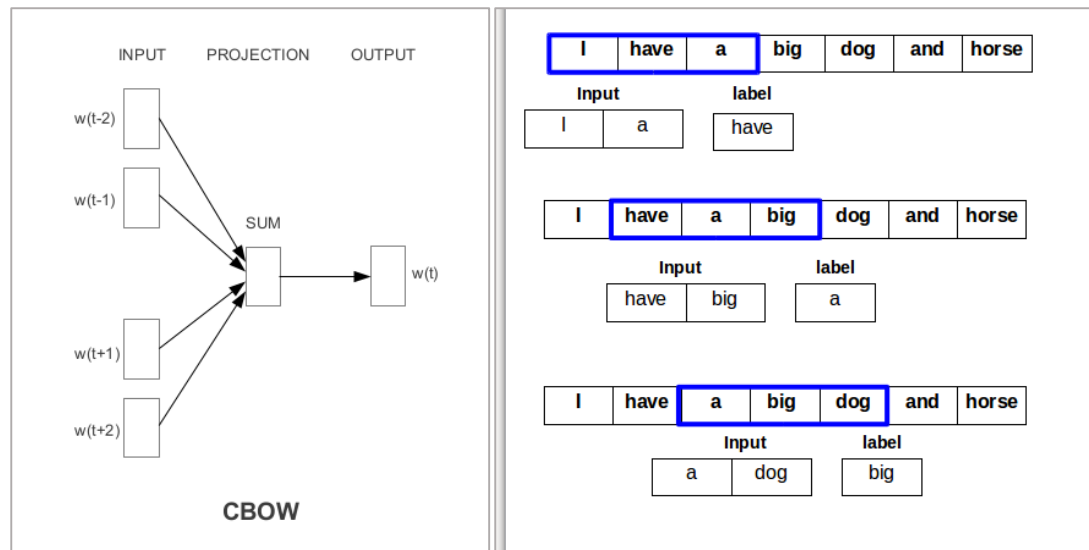 INPUT PROJECTION OUTPUT
w(t-2)
w(t-1)
SUM
w(t)
w(t+1)
w(t+2)
CBOW
I have a big dog and horse
Input label
I a have
I have a big dog and horse
Input label
have big a
I have a big dog and horse
Input label
a dog big